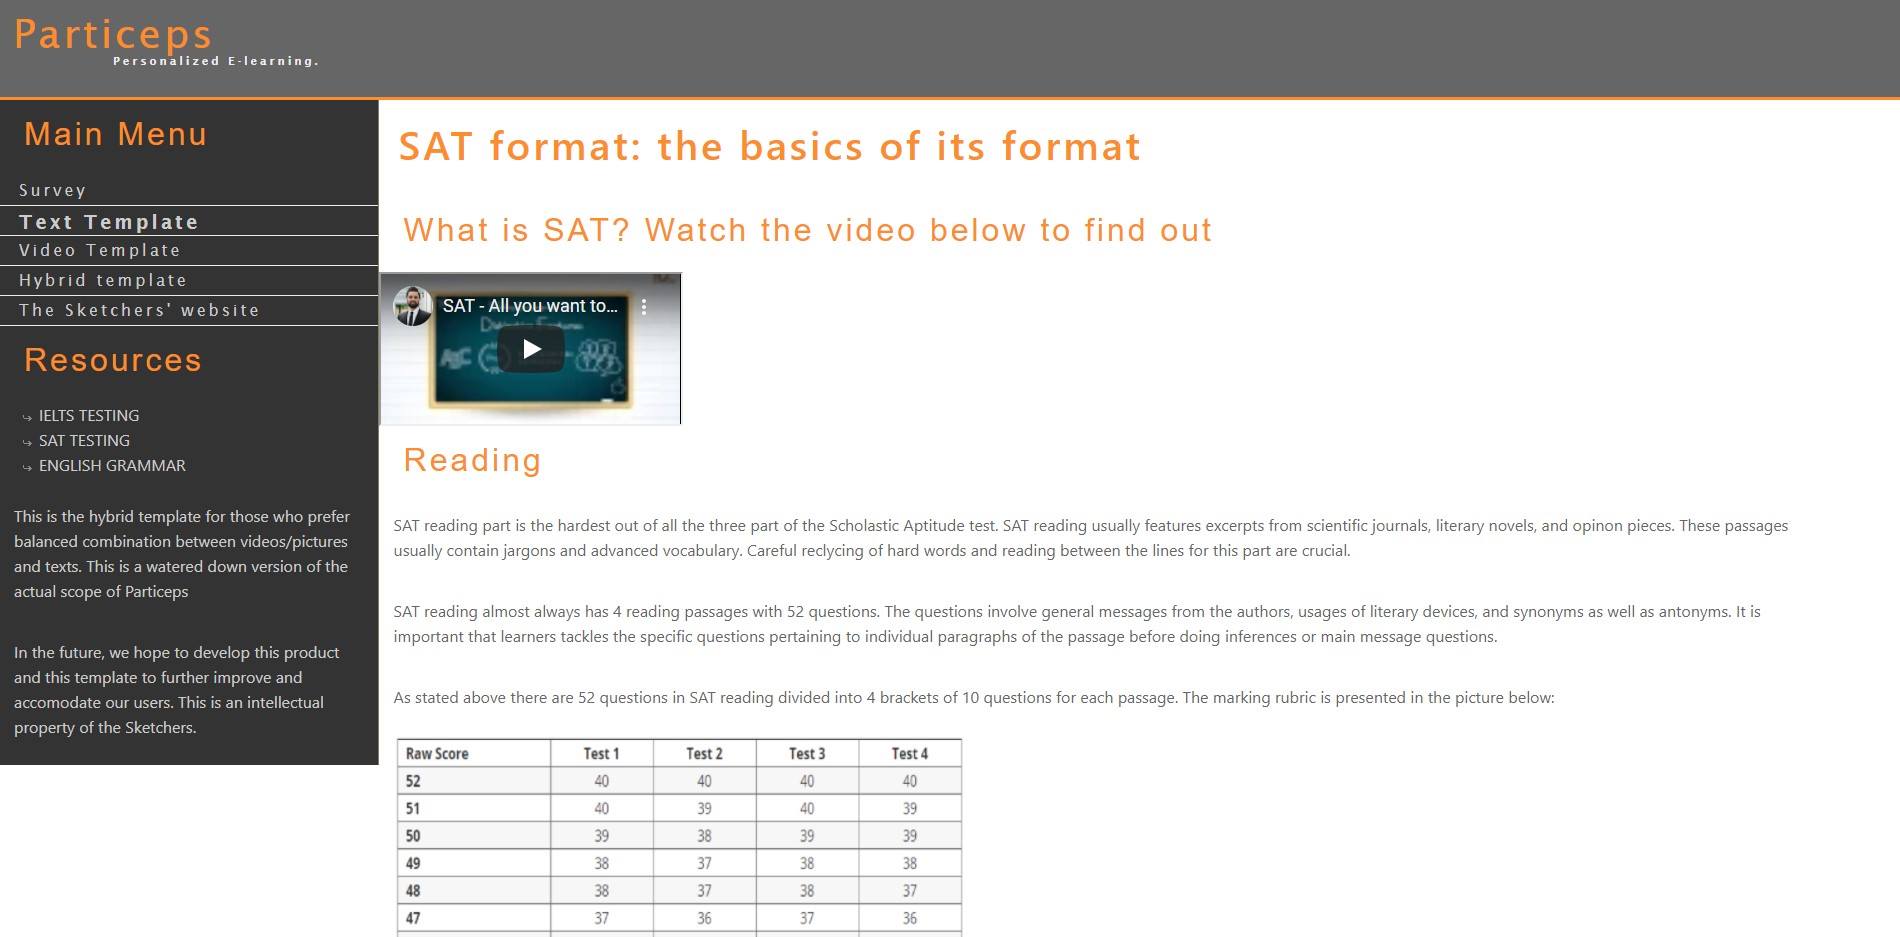 Particeps
Personalized E-learning.
Main Menu
Survey
Text Template
Video Template
Hybrid template
The Sketchers' website
Resources
IELTS TESTING
SAT TESTING
ENGLISH GRAMMAR
This is the hybrid template for those who prefer
balanced combination between videos/pictures
and texts. This is a watered down version of the
actual scope of Particeps
In the future, we hope to develop this product
and this template to further improve and
accomodate our users. This is an intellectual
property of the Sketchers.
SAT format: the basics of its format
What is SAT? Watch the video below to find out
SAT - All you want to...
Reading
SAT reading part is the hardest out of all the three part of the Scholastic Aptitude test. SAT reading usually features excerpts from scientific journals, literary novels, and opinon pieces. These passages
usually contain jargons and advanced vocabulary. Careful reclycing of hard words and reading between the lines for this part are crucial.
SAT reading almost always has 4 reading passages with 52 questions. The questions involve general messages from the authors, usages of literary devices, and synonyms as well as antonyms. It is
important that learners tackles the specific questions pertaining to individual paragraphs of the passage before doing inferences or main message questions.
As stated above there are 52 questions in SAT reading divided into 4 brackets of 10 questions for each passage. The marking rubric is presented in the picture below:
Raw Score Test 1 Test 2 Test 3 Test 4
52 40 40 40 40
51 40 39 40 39
50 39 38 39 39
49 38 37 38 38
48 38 37 38 37
47 37 36 37 36